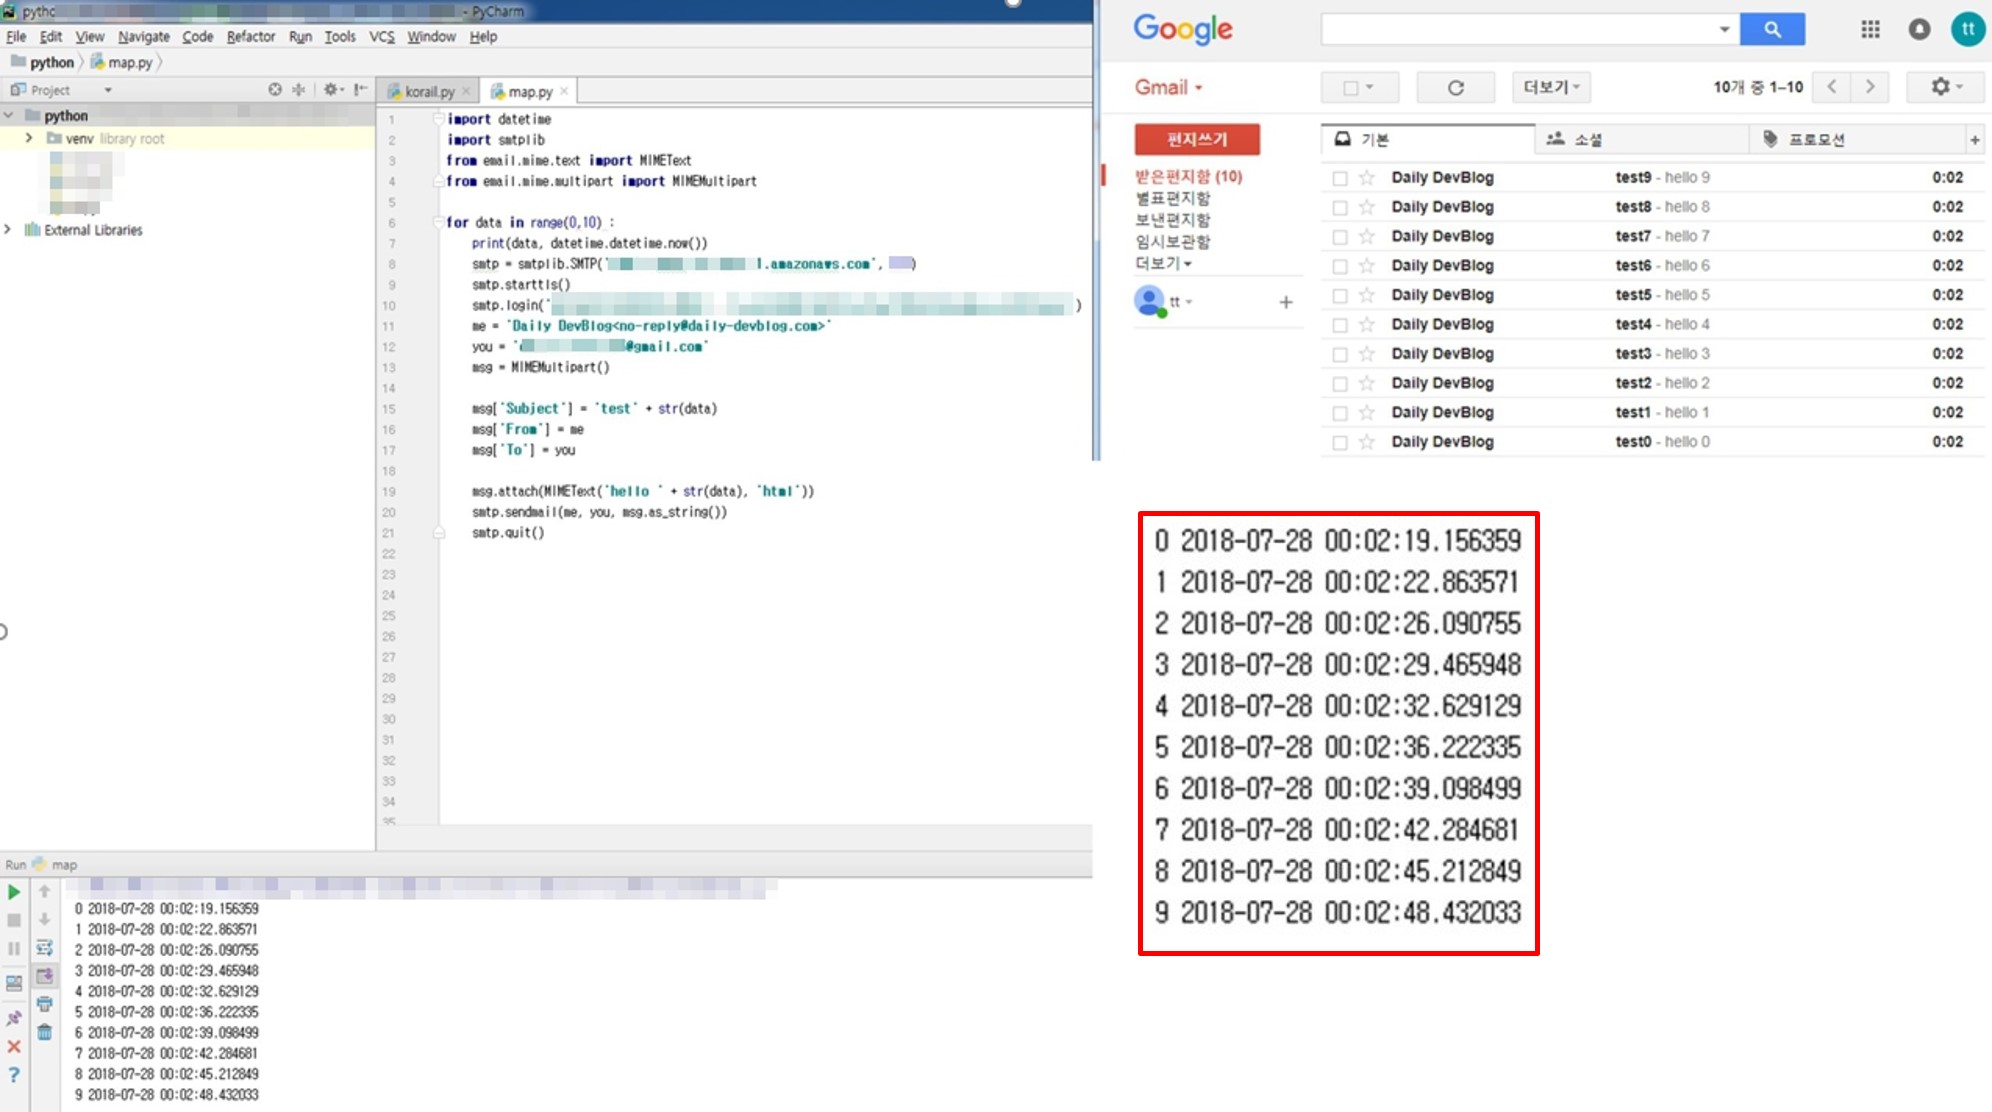 pytho - PyCharm
File Edit View Navigate Code Refactor Run Tools VCS Window Help
python map.py
Project
python
venv library root
External Libraries
korail.py map.py
1 import datetime
2 import smtplib
3 from email.mime.text import MIMEText
4 from email.mime.multipart import MIMEMultipart
5
6 for data in range(0,10) :
7 print(data, datetime.datetime.now())
8 smtp = smtplib.SMTP(' l.amazonaws.com', )
9 smtp.starttls()
10 smtp.login(' )
11 me = 'Daily DevBlog<no-reply@daily-devblog.com>'
12 you = ' @gmail.com'
13 msg = MIMEMultipart()
14
15 msg['Subject'] = 'test' + str(data)
16 msg['From'] = me
17 msg['To'] = you
18
19 msg.attach(MIMEText('hello ' + str(data), 'html'))
20 smtp.sendmail(me, you, msg.as_string())
21 smtp.quit()
22
23
24
25
26
27
28
29
30
31
32
33
34
35
Run map
0 2018-07-28 00:02:19.156359
1 2018-07-28 00:02:22.863571
2 2018-07-28 00:02:26.090755
3 2018-07-28 00:02:29.465948
4 2018-07-28 00:02:32.629129
5 2018-07-28 00:02:36.222335
6 2018-07-28 00:02:39.098499
7 2018-07-28 00:02:42.284681
8 2018-07-28 00:02:45.212849
9 2018-07-28 00:02:48.432033
Google
tt
Gmail
더보기
10개 중 1–10
편지쓰기
받은편지함 (10)
별표편지함
보낸편지함
임시보관함
더보기
tt
기본 소셜 프로모션
Daily DevBlog test9 - hello 9 0:02
Daily DevBlog test8 - hello 8 0:02
Daily DevBlog test7 - hello 7 0:02
Daily DevBlog test6 - hello 6 0:02
Daily DevBlog test5 - hello 5 0:02
Daily DevBlog test4 - hello 4 0:02
Daily DevBlog test3 - hello 3 0:02
Daily DevBlog test2 - hello 2 0:02
Daily DevBlog test1 - hello 1 0:02
Daily DevBlog test0 - hello 0 0:02
0 2018-07-28 00:02:19.156359
1 2018-07-28 00:02:22.863571
2 2018-07-28 00:02:26.090755
3 2018-07-28 00:02:29.465948
4 2018-07-28 00:02:32.629129
5 2018-07-28 00:02:36.222335
6 2018-07-28 00:02:39.098499
7 2018-07-28 00:02:42.284681
8 2018-07-28 00:02:45.212849
9 2018-07-28 00:02:48.432033